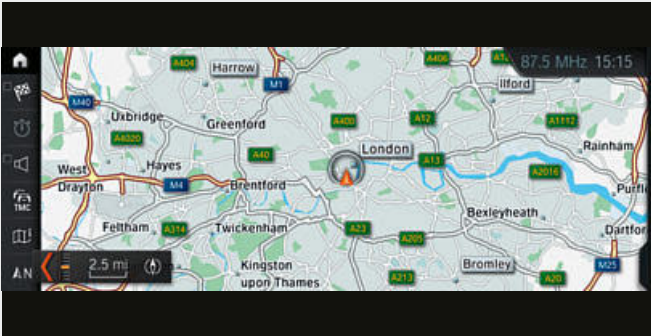 A404
Harrow
A406
A12
87.5 MHz 15:15
M1
Ilford
M40
Uxbridge
Greenford
A400
A12
A1112
A4020
London
Rainham
West
Drayton
Hayes
A40
A13
A2016
M4
Brentford
Purfle
Feltham
A314
Twickenham
A23
A205
Bexleyheath
Dartfor
2.5 mi
Kingston
upon Thames
A213
Bromley
A20
M25
TMC
N